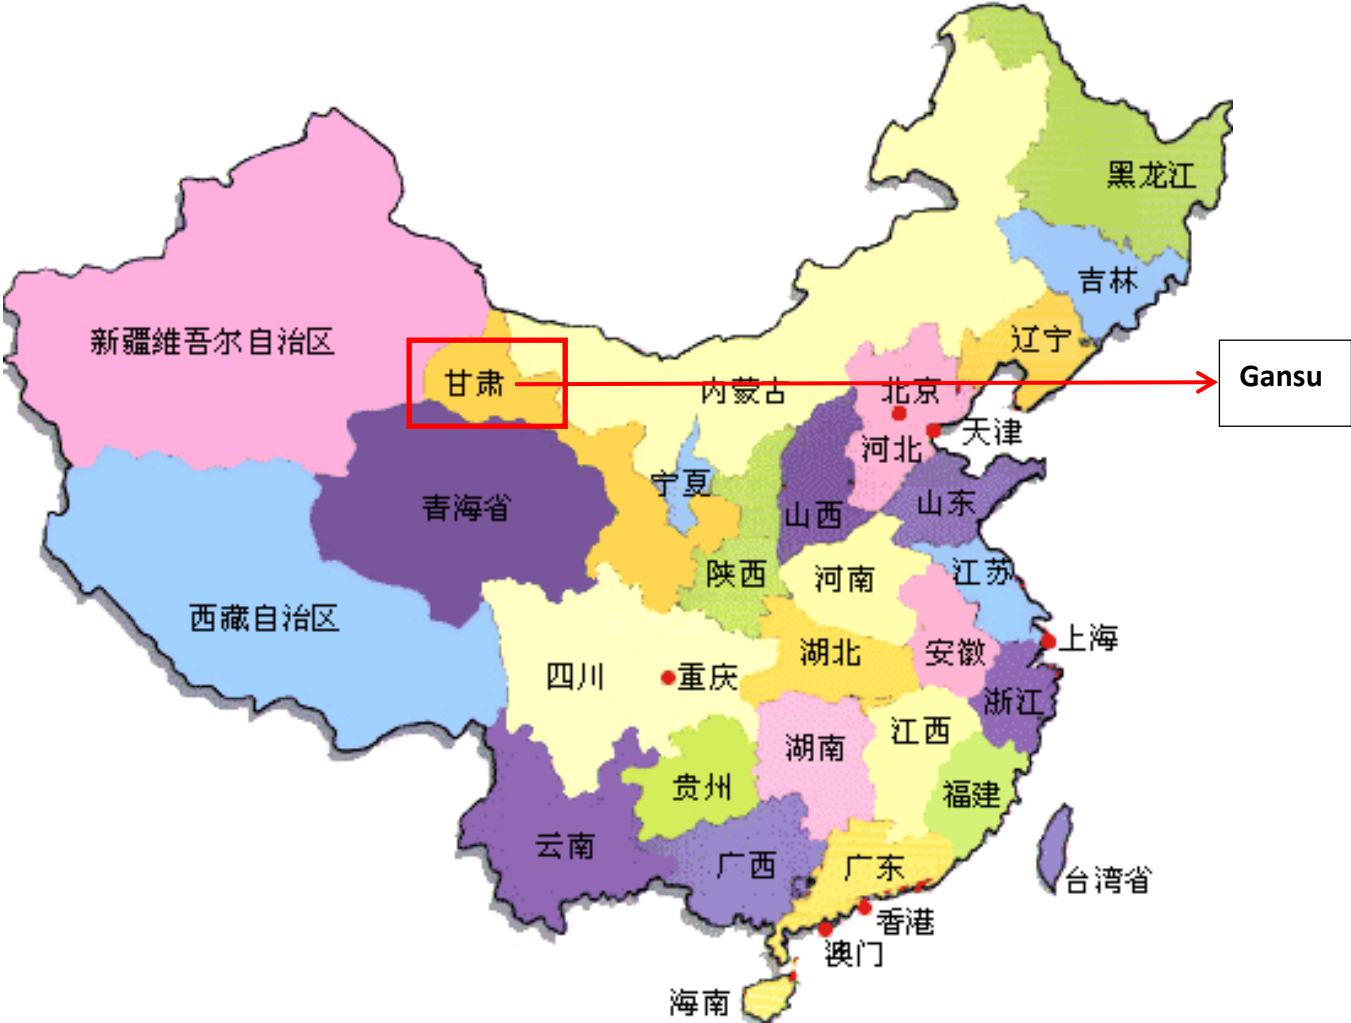 黑龙江
吉林
辽宁
新疆维吾尔自治区
甘肃
Gansu
内蒙古
北京
天津
河北
宁夏
青海省
山西
山东
陕西
河南
江苏
西藏自治区
上海
湖北
安徽
四川
重庆
浙江
江西
湖南
贵州
福建
云南
广西
广东
台湾省
香港
澳门
海南